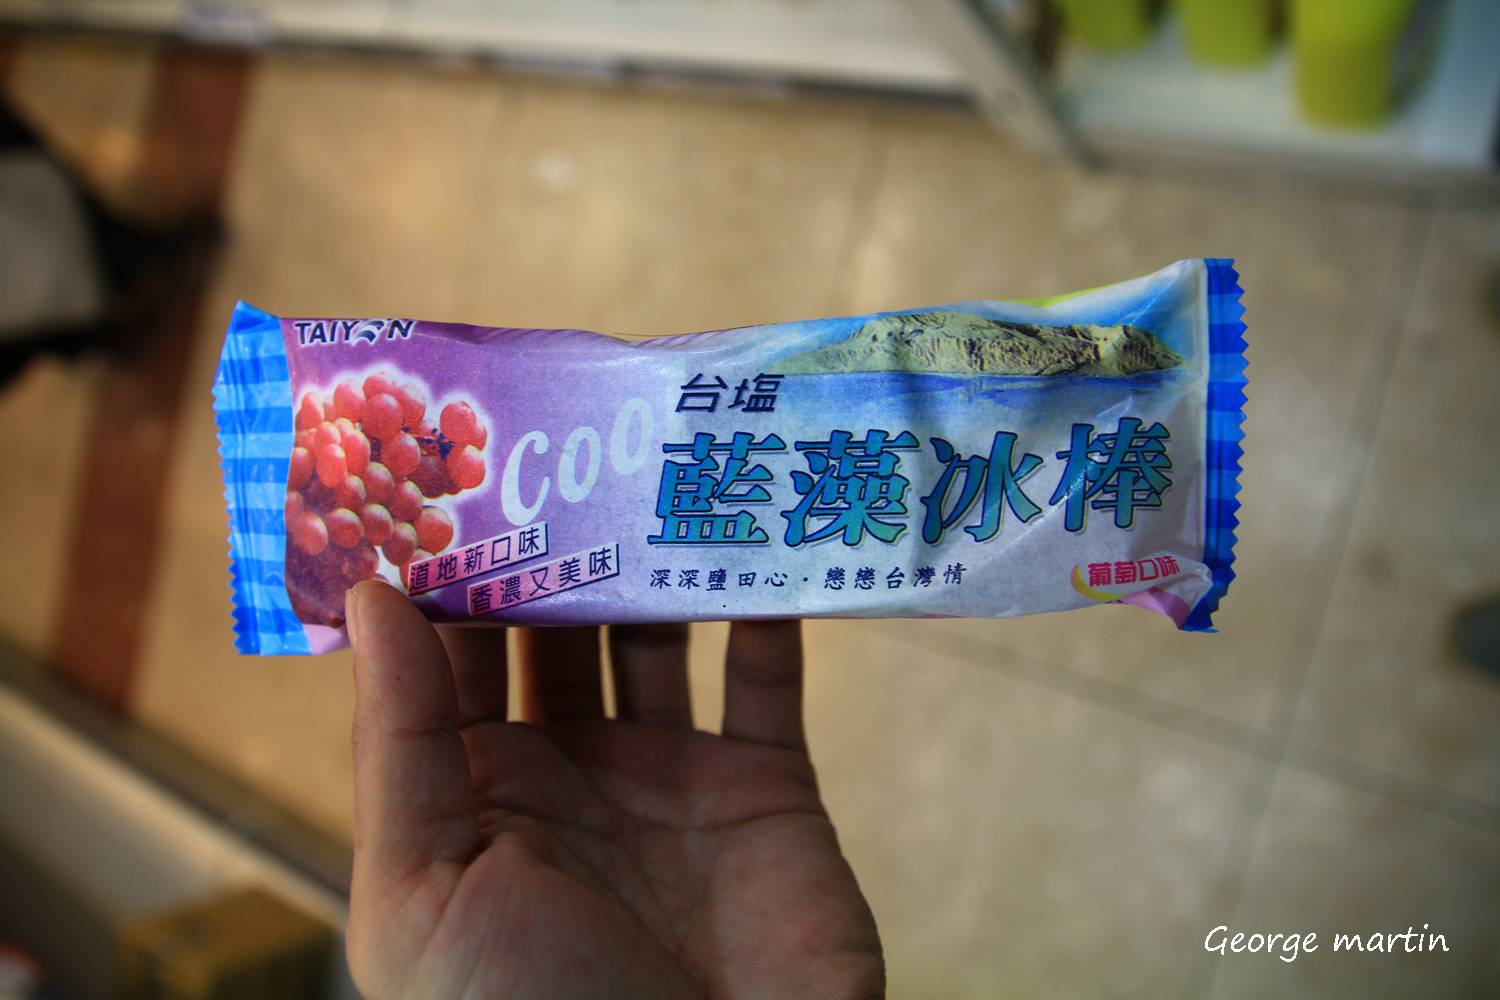 TAIYEN
Coo
台塩
藍藻冰棒
道地新口味
香濃又美味
深深鹽田心・戀戀台灣情
葡萄口味
George martin